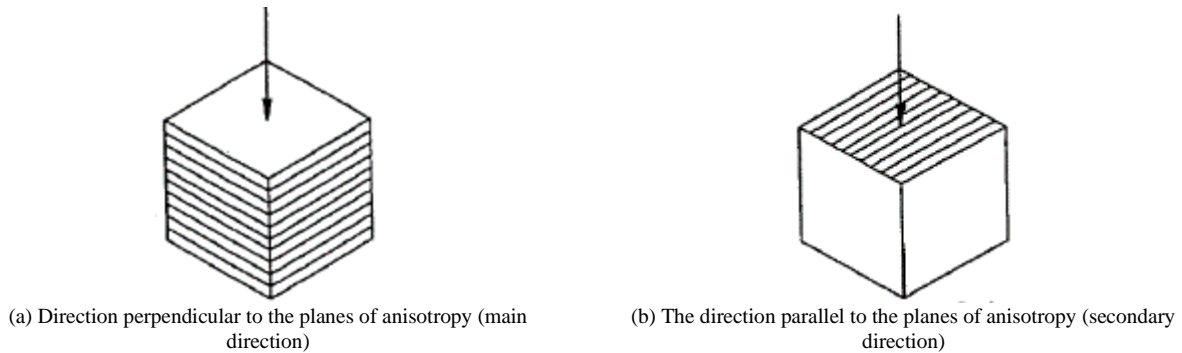 (a) Direction perpendicular to the planes of anisotropy (main
direction)
(b) The direction parallel to the planes of anisotropy (secondary
direction)